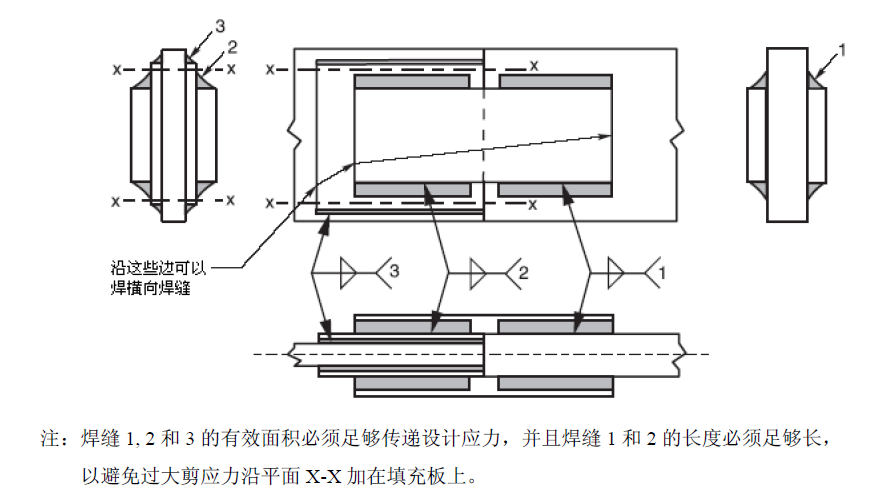 3
2
1
x x x x
x x x x
沿这些边可以
焊横向焊缝
3 2 1
注：焊缝 1, 2 和 3 的有效面积必须足够传递设计应力，并且焊缝 1 和 2 的长度必须足够长，
以避免过大剪应力沿平面 X-X 加在填充板上。